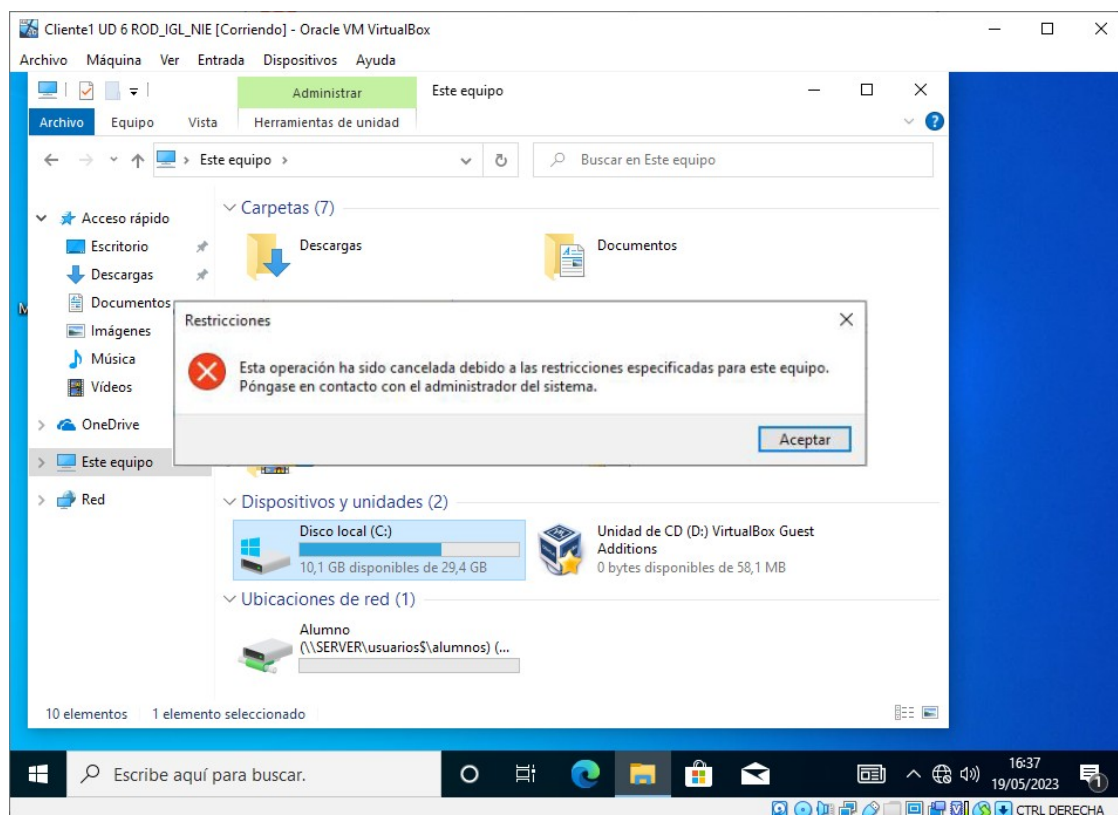 Cliente1 UD 6 ROD_IGL_NIE [Corriendo] - Oracle VM VirtualBox
Archivo Máquina Ver Entrada Dispositivos Ayuda
Administrar Este equipo
Archivo Equipo Vista Herramientas de unidad
Este equipo
Buscar en Este equipo
Acceso rápido
Escritorio
Descargas
Documentos
Imágenes
Música
Vídeos
OneDrive
Este equipo
Red
Carpetas (7)
Descargas
Documentos
Restricciones
Esta operación ha sido cancelada debido a las restricciones especificadas para este equipo.
Póngase en contacto con el administrador del sistema.
Aceptar
Dispositivos y unidades (2)
Disco local (C:)
10,1 GB disponibles de 29,4 GB
Unidad de CD (D:) VirtualBox Guest
Additions
0 bytes disponibles de 58,1 MB
Ubicaciones de red (1)
Alumno
(\\SERVER\usuarios$\alumnos) (...
10 elementos 1 elemento seleccionado
Escribe aquí para buscar.
16:37
19/05/2023
1
CTRL DERECHA